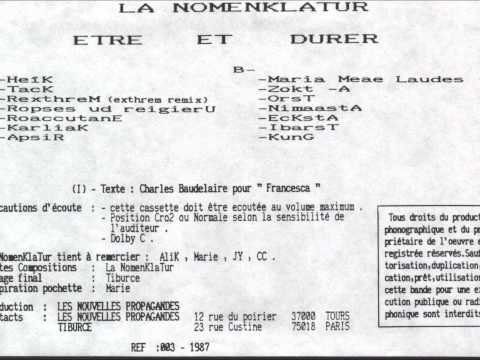 LA NOMENKLATUR
ETRE ET DURER
-HeiK
-TacK
-RexthreM (exthrem remix)
-Ropses ud reigierU
-RoaccutanE
-KarliaK
-ApsiR
B-
-Maria Meae Laudes
-Zokt -A
-OrsT
-NimaastA
-EcKstA
-IbarsT
-KunG
(I) - Texte : Charles Baudelaire pour " Francesca "
cautions d'écoute : - cette cassette doit être ecoutée au volume maximum .
- Position Cro2 ou Normale selon la sensibilité de
l'auditeur .
- Dolby C .
NomenKlaTur tient à remercier : AliK , Marie , JY , CC .
tes Compositions : La NomenKlaTur
age final : Tiburce
piration pochette : Marie
duction : LES NOUVELLES PROPAGANDES
tacts : LES NOUVELLES PROPAGANDES 12 rue du poirier 37000 TOURS
TIBURCE 23 rue Custine 75018 PARIS
REF :003 - 1987
Tous droits du product
phonographique et du pr
priétaire de l'oeuvre e
registrée réservés.Sauf
torisation,duplication,
cation,prêt,utilisation
cette bande pour une ex
cution publique ou radi
phonique sont interdits